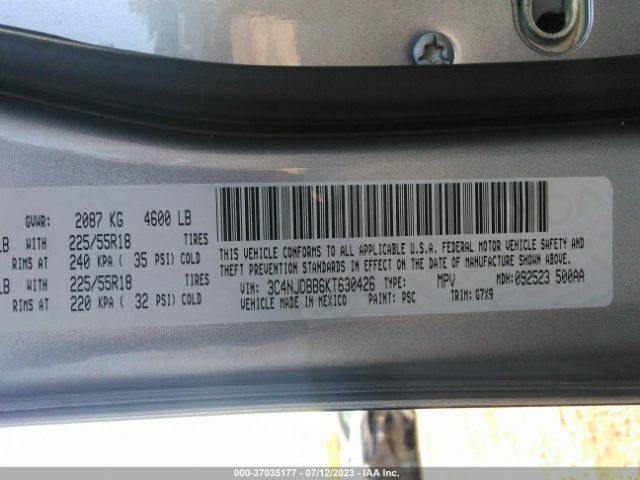 GVWR: 2087 KG 4600 LB
LB WITH 225/55R18 TIRES
RIMS AT 240 KPA ( 35 PSI) COLD
LB WITH 225/55R18 TIRES
RIMS AT 220 KPA ( 32 PSI) COLD
THIS VEHICLE CONFORMS TO ALL APPLICABLE U.S.A. FEDERAL MOTOR VEHICLE SAFETY AND
THEFT PREVENTION STANDARDS IN EFFECT ON THE DATE OF MANUFACTURE SHOWN ABOVE.
VIN: 3C4NJDBB6KT630426 TYPE: MPV MDH: 092523 500AA
VEHICLE MADE IN MEXICO PAINT: PSC TRIM: G7X9
000-37035177 - 07/12/2023 - IAA Inc.